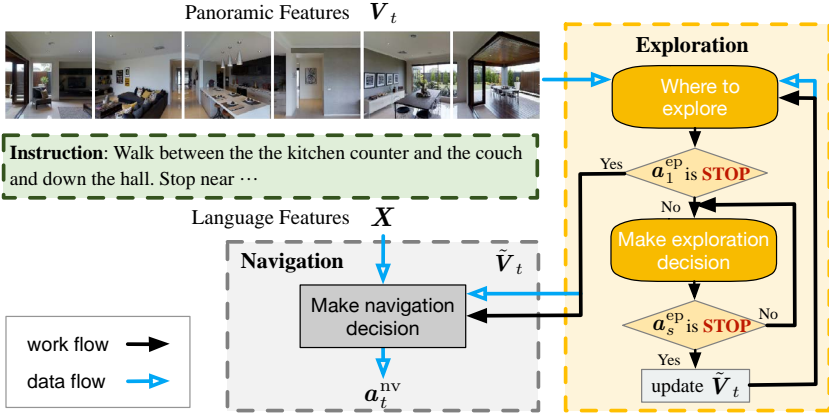 Panoramic Features V_t
Exploration
Where to
explore
Instruction: Walk between the the kitchen counter and the couch
and down the hall. Stop near ⋯
Yes
a_1^ep is STOP
No
Language Features X
Make exploration
decision
Navigation
Ṽ_t
Make navigation
decision
a_s^ep is STOP
No
Yes
update Ṽ_t
work flow
data flow
a_t^nv